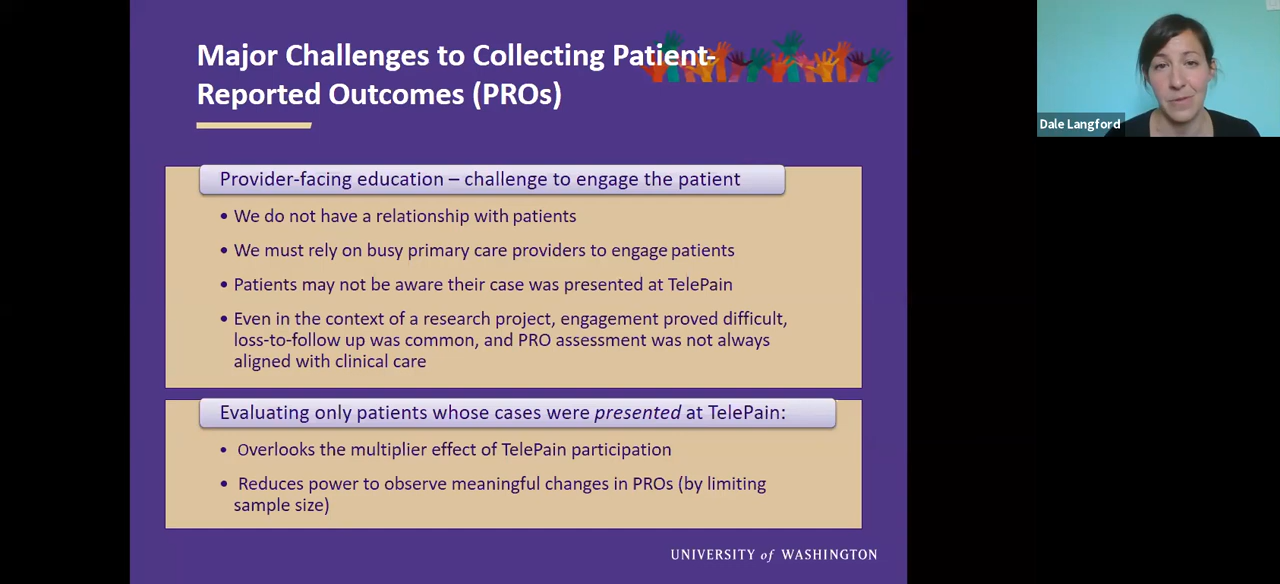 Major Challenges to Collecting Patient-
Reported Outcomes (PROs)
Dale Langford
Provider-facing education – challenge to engage the patient
• We do not have a relationship with patients
• We must rely on busy primary care providers to engage patients
• Patients may not be aware their case was presented at TelePain
• Even in the context of a research project, engagement proved difficult,
loss-to-follow up was common, and PRO assessment was not always
aligned with clinical care
Evaluating only patients whose cases were presented at TelePain:
• Overlooks the multiplier effect of TelePain participation
• Reduces power to observe meaningful changes in PROs (by limiting
sample size)
UNIVERSITY of WASHINGTON